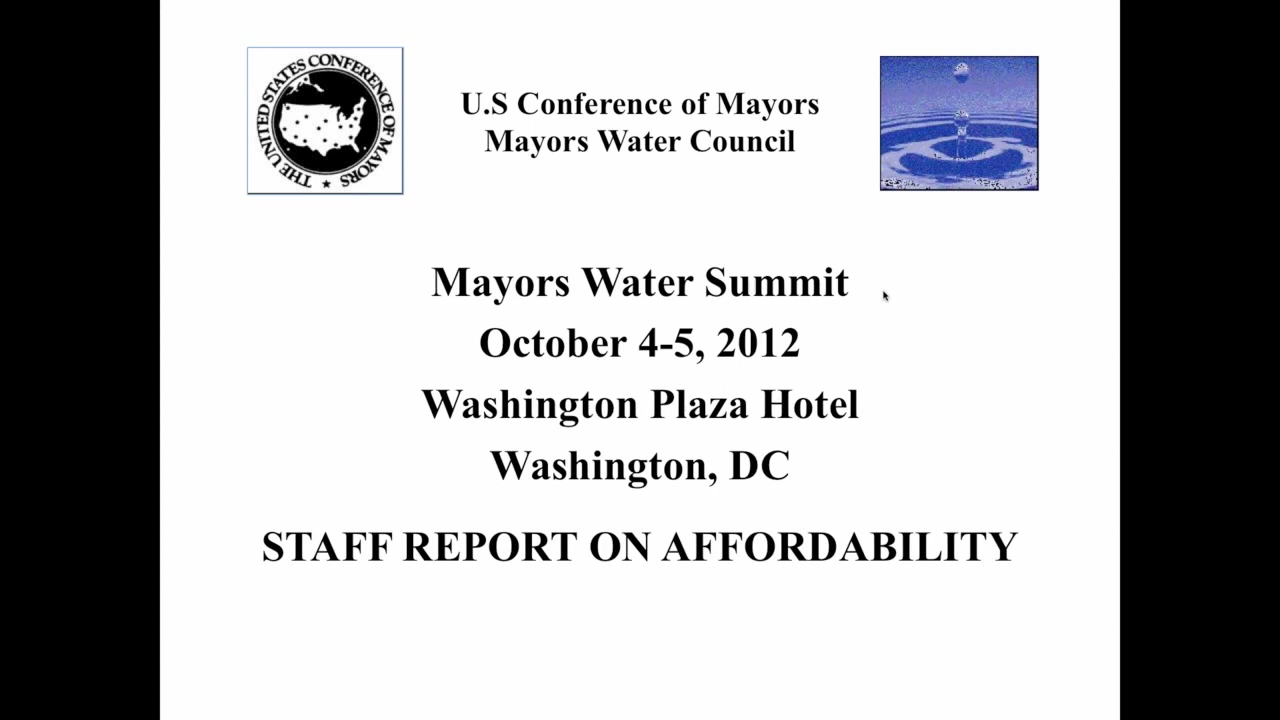 THE UNITED STATES CONFERENCE OF MAYORS
U.S Conference of Mayors
Mayors Water Council
Mayors Water Summit
October 4-5, 2012
Washington Plaza Hotel
Washington, DC
STAFF REPORT ON AFFORDABILITY